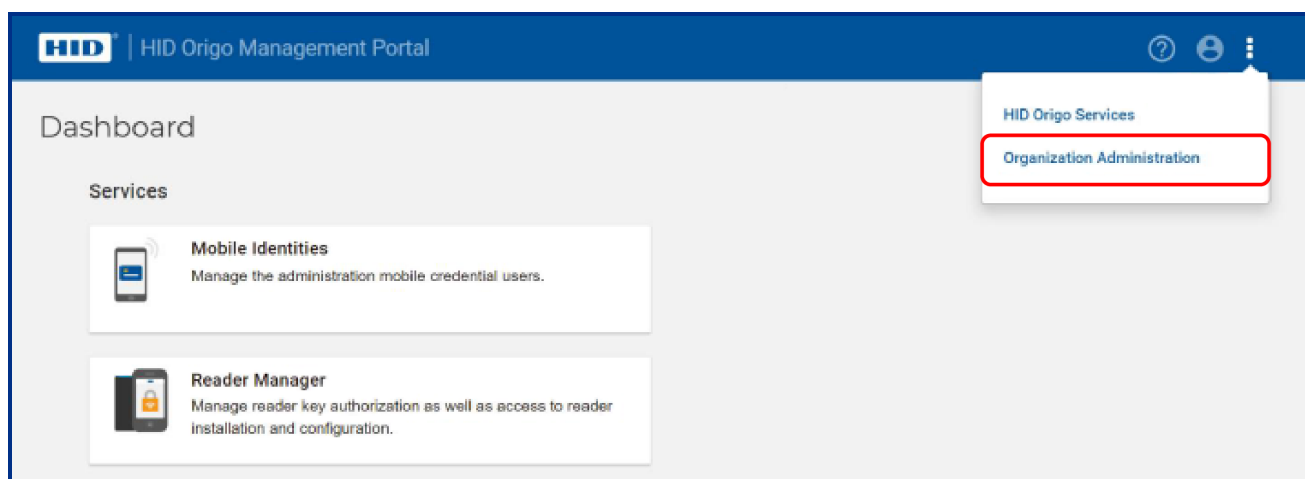 HID | HID Origo Management Portal
Dashboard
HID Origo Services
Organization Administration
Services
Mobile Identities
Manage the administration mobile credential users.
Reader Manager
Manage reader key authorization as well as access to reader
installation and configuration.